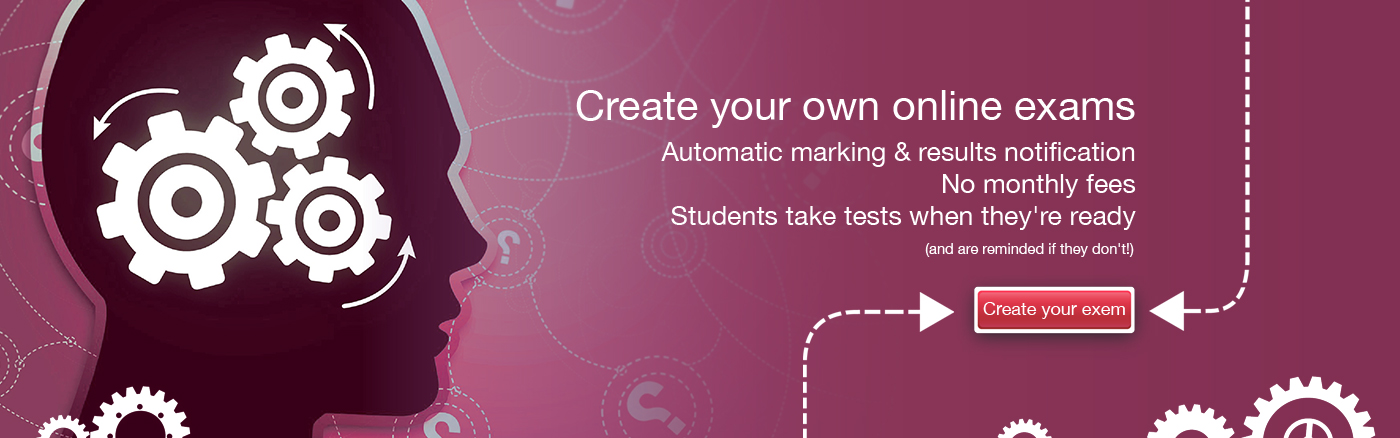 Create your own online exams
Automatic marking & results notification
No monthly fees
Students take tests when they're ready
(and are reminded if they don't!)
Create your exem